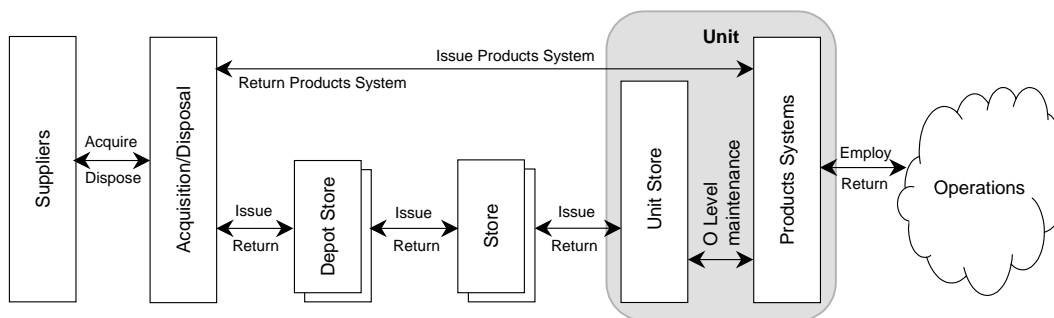 Unit
Issue Products System
Return Products System
Suppliers
Acquire
Dispose
Acquisition/Disposal
Issue
Return
Depot Store
Issue
Return
Store
Issue
Return
Unit Store
O Level
maintenance
Products Systems
Employ
Return
Operations